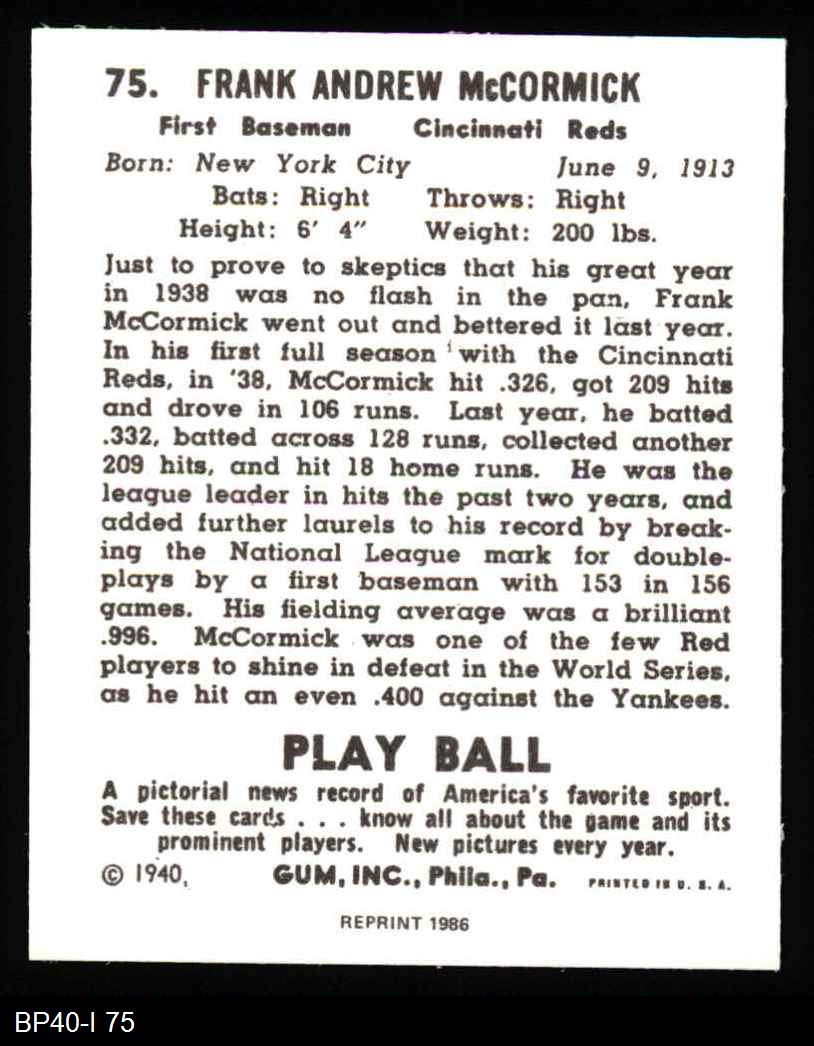 75. FRANK ANDREW McCORMICK
First Baseman Cincinnati Reds
Born: New York City June 9, 1913
Bats: Right Throws: Right
Height: 6' 4" Weight: 200 lbs.
Just to prove to skeptics that his great year
in 1938 was no flash in the pan, Frank
McCormick went out and bettered it last year.
In his first full season with the Cincinnati
Reds, in '38, McCormick hit .326, got 209 hits
and drove in 106 runs. Last year, he batted
.332, batted across 128 runs, collected another
209 hits, and hit 18 home runs. He was the
league leader in hits the past two years, and
added further laurels to his record by break-
ing the National League mark for double-
plays by a first baseman with 153 in 156
games. His fielding average was a brilliant
.996. McCormick was one of the few Red
players to shine in defeat in the World Series,
as he hit an even .400 against the Yankees.
PLAY BALL
A pictorial news record of America's favorite sport.
Save these cards . . . know all about the game and its
prominent players. New pictures every year.
© 1940, GUM, INC., Phila., Pa. PRINTED IN U. S. A.
REPRINT 1986
BP40-I 75